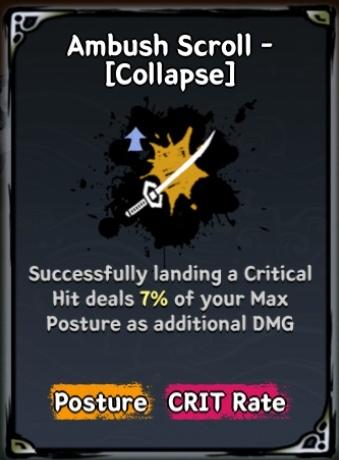 Ambush Scroll -
[Collapse]
Successfully landing a Critical
Hit deals 7% of your Max
Posture as additional DMG
Posture CRIT Rate